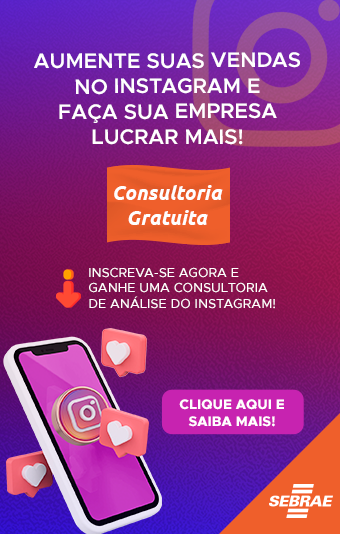 AUMENTE SUAS VENDAS
NO INSTAGRAM E
FAÇA SUA EMPRESA
LUCRAR MAIS!
Consultoria
Gratuita
INSCREVA-SE AGORA E
GANHE UMA CONSULTORIA
DE ANÁLISE DO INSTAGRAM!
CLIQUE AQUI E
SAIBA MAIS!
SEBRAE